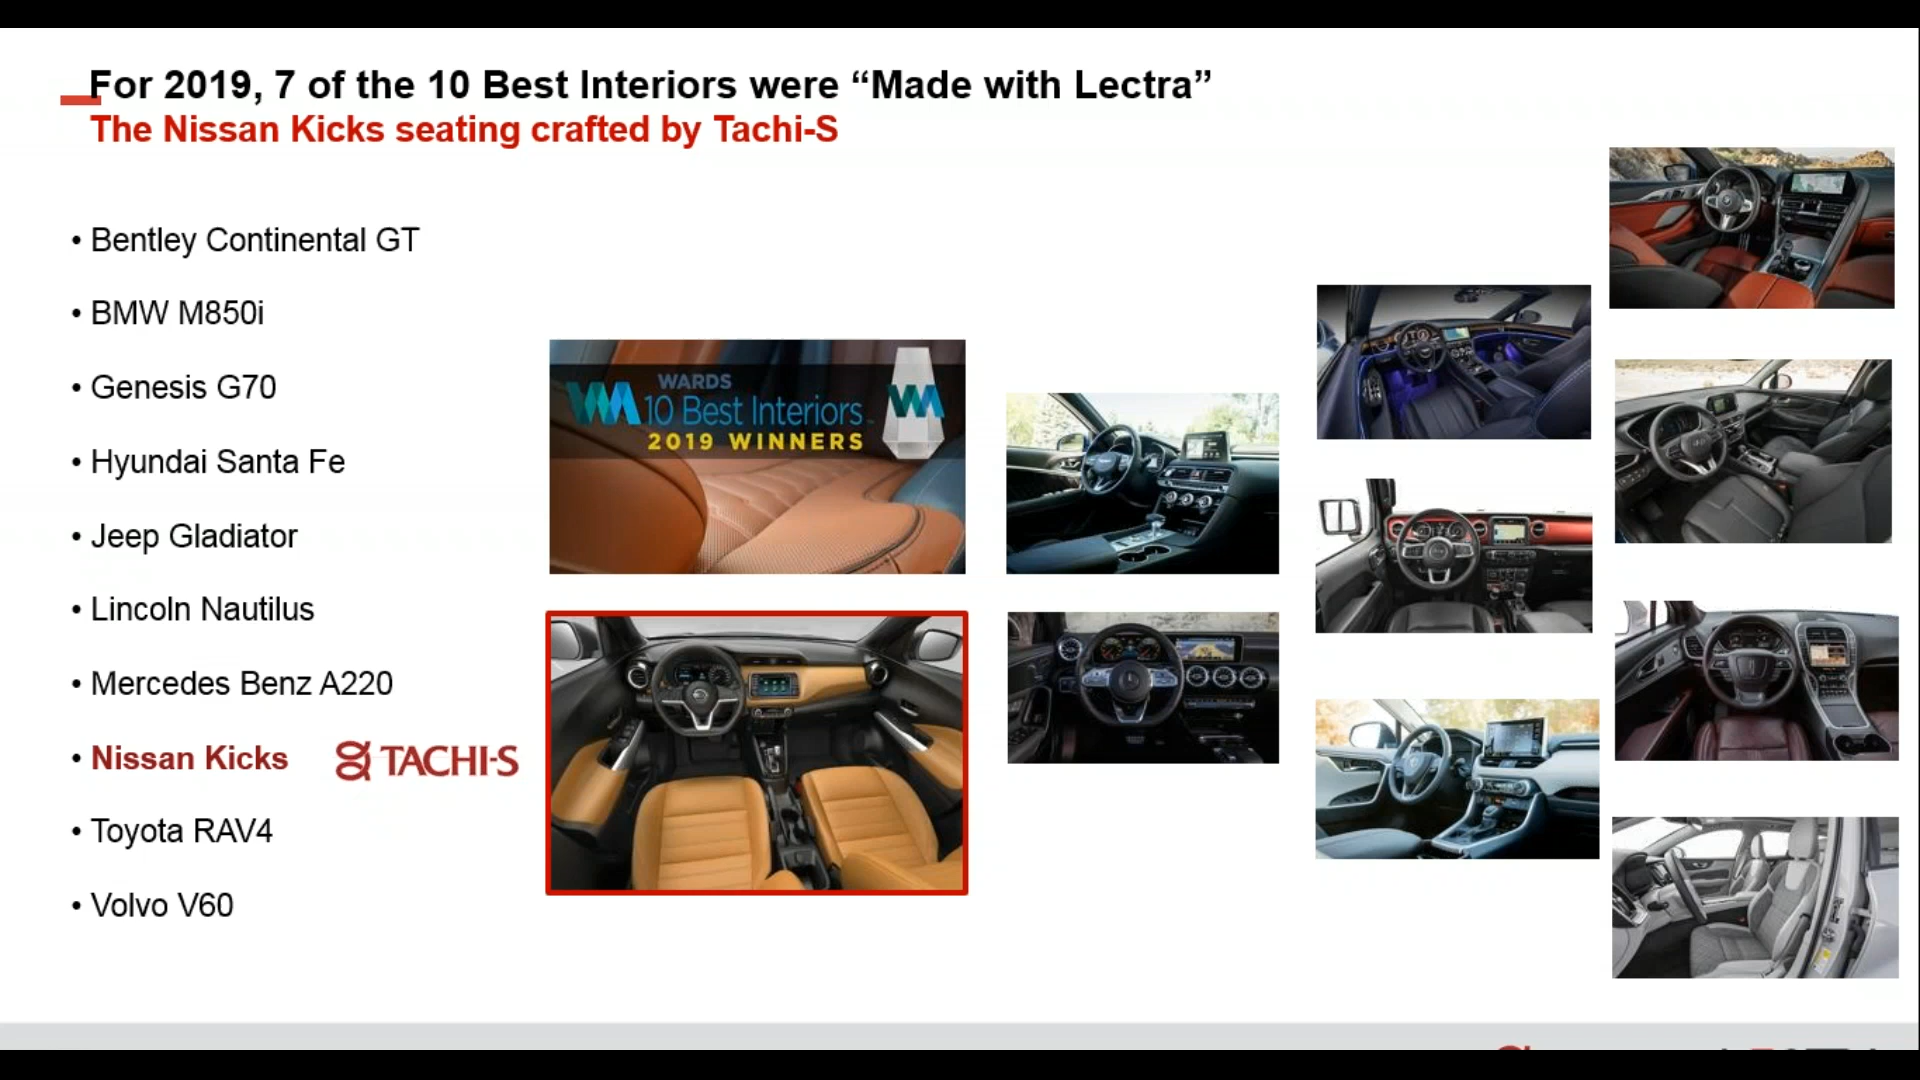 For 2019, 7 of the 10 Best Interiors were “Made with Lectra”
The Nissan Kicks seating crafted by Tachi-S
• Bentley Continental GT
• BMW M850i
• Genesis G70
• Hyundai Santa Fe
• Jeep Gladiator
• Lincoln Nautilus
• Mercedes Benz A220
• Nissan Kicks
TACHI-S
• Toyota RAV4
• Volvo V60
WARDS
10 Best Interiors
2019 WINNERS